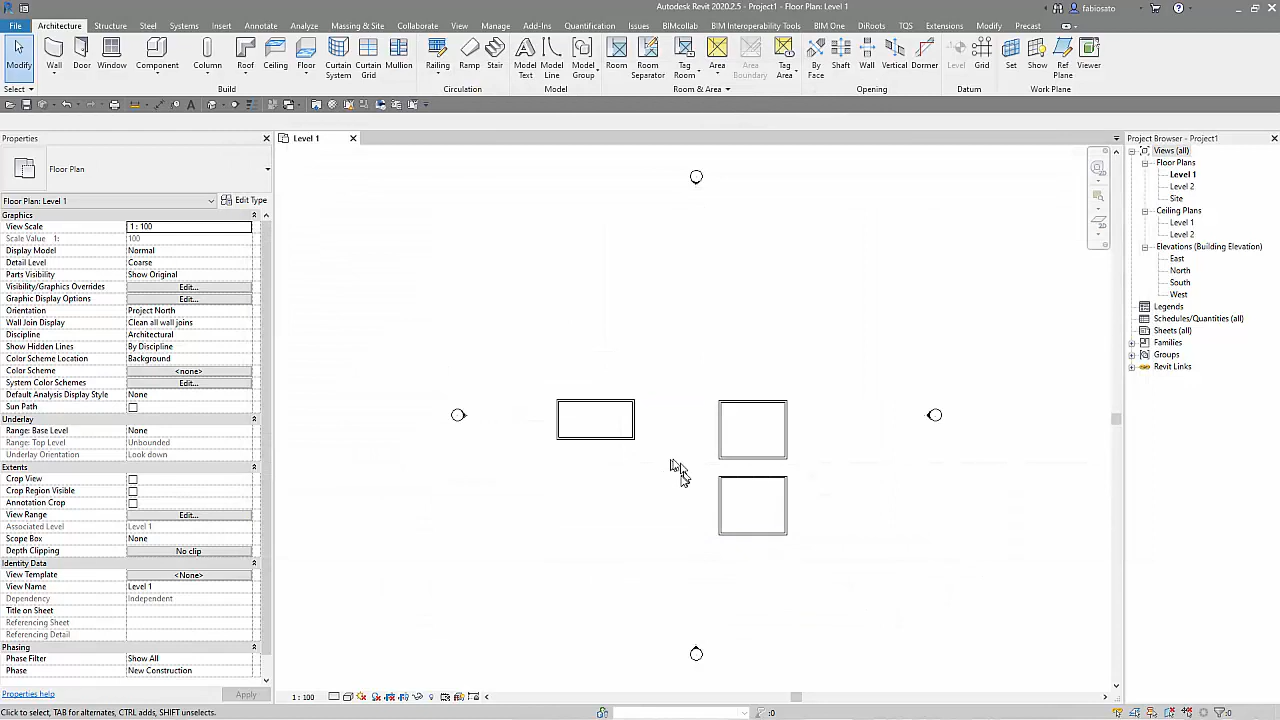 Autodesk Revit 2020.2.5 - Project1 - Floor Plan: Level 1
fabiosato
File Architecture Structure Steel Systems Insert Annotate Analyze Massing & Site Collaborate View Manage Add-Ins Quantification Issues BIMcollab BIM Interoperability Tools BIM One DiRoots TQS Extensions Modify Precast
Modify Wall Door Window Component Column Roof Ceiling Floor Curtain System Curtain Grid Mullion Railing Ramp Stair Model Text Model Line Model Group Room Room Separator Tag Room Area Area Boundary Tag Area By Face Shaft Wall Vertical Dormer Level Grid Set Show Ref Plane Viewer
Select Build Circulation Model Room & Area Opening Datum Work Plane
Properties
Floor Plan
Floor Plan: Level 1 Edit Type
Graphics
View Scale 1 : 100
Scale Value 1: 100
Display Model Normal
Detail Level Coarse
Parts Visibility Show Original
Visibility/Graphics Overrides Edit...
Graphic Display Options Edit...
Orientation Project North
Wall Join Display Clean all wall joins
Discipline Architectural
Show Hidden Lines By Discipline
Color Scheme Location Background
Color Scheme <none>
System Color Schemes Edit...
Default Analysis Display Style None
Sun Path
Underlay
Range: Base Level None
Range: Top Level Unbounded
Underlay Orientation Look down
Extents
Crop View
Crop Region Visible
Annotation Crop
View Range Edit...
Associated Level Level 1
Scope Box None
Depth Clipping No clip
Identity Data
View Template <None>
View Name Level 1
Dependency Independent
Title on Sheet
Referencing Sheet
Referencing Detail
Phasing
Phase Filter Show All
Phase New Construction
Properties help Apply
Level 1
1 : 100
Project Browser - Project1
Views (all)
Floor Plans
Level 1
Level 2
Site
Ceiling Plans
Level 1
Level 2
Elevations (Building Elevation)
East
North
South
West
Legends
Schedules/Quantities (all)
Sheets (all)
Families
Groups
Revit Links
Click to select, TAB for alternates, CTRL adds, SHIFT unselects.
:0
:0